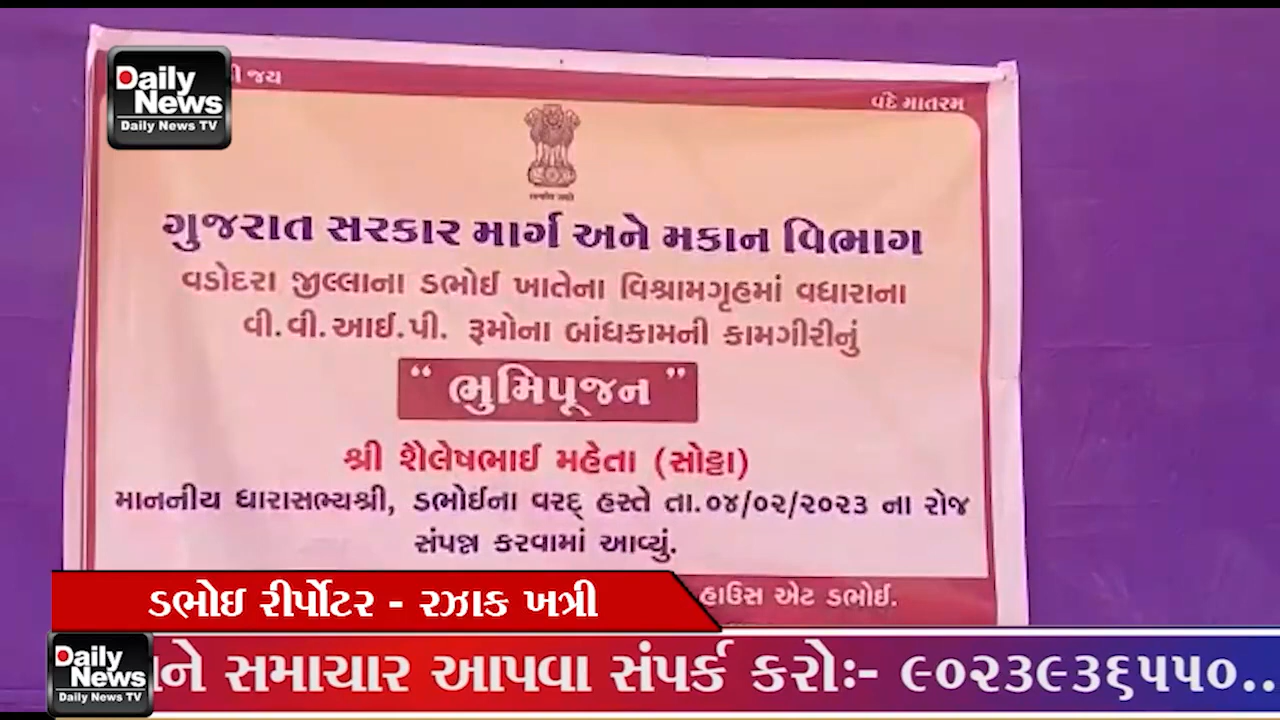 Daily
News
Daily News TV
જય
વંદે માતરમ
ગુજરાત સરકાર માર્ગ અને મકાન વિભાગ
વડોદરા જીલ્લાના ડભોઈ ખાતેના વિશ્રામગૃહમાં વધારાના
વી.વી.આઈ.પી. રૂમોના બાંધકામની કામગીરીનું
“ ભુમિપૂજન ”
શ્રી શૈલેષભાઈ મહેતા (સોટ્ટા)
માનનીય ધારાસભ્યશ્રી, ડભોઈના વરદ્ હસ્તે તા.૦૪/૦૨/૨૦૨૩ ના રોજ
સંપન્ન કરવામાં આવ્યું.
હાઉસ એટ ડભોઈ.
ડભોઇ રીર્પોટર - રઝાક ખત્રી
Daily
News
Daily News TV
ને સમાચાર આપવા સંપર્ક કરોઃ- ૯૦૨૩૯૩૬૫૫૦..